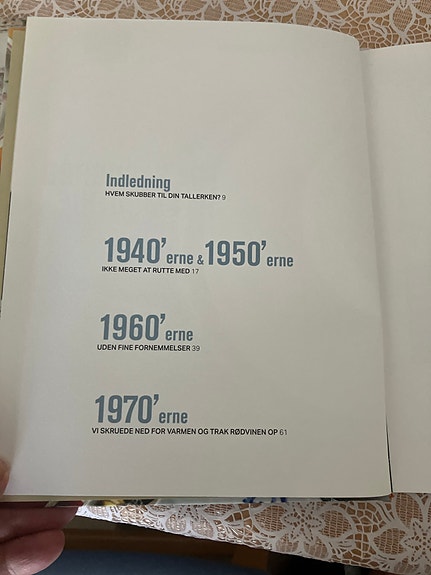 Indledning
HVEM SKUBBER TIL DIN TALLERKEN? 9
1940'erne & 1950'erne
IKKE MEGET AT RUTTE MED 17
1960'erne
UDEN FINE FORNEMMELSER 39
1970'erne
VI SKRUEDE NED FOR VARMEN OG TRAK RØDVINEN OP 61